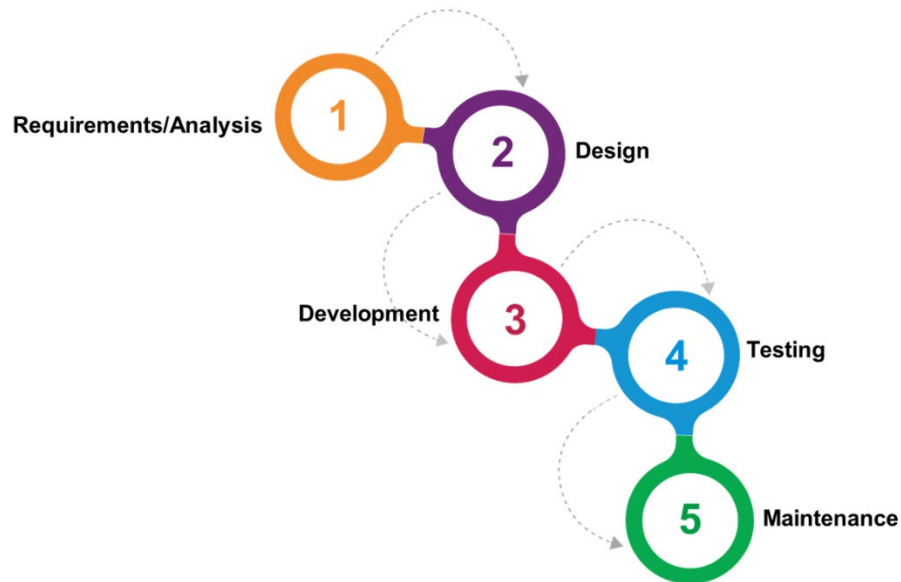 1
Requirements/Analysis
2
Design
3
Development
4
Testing
5
Maintenance